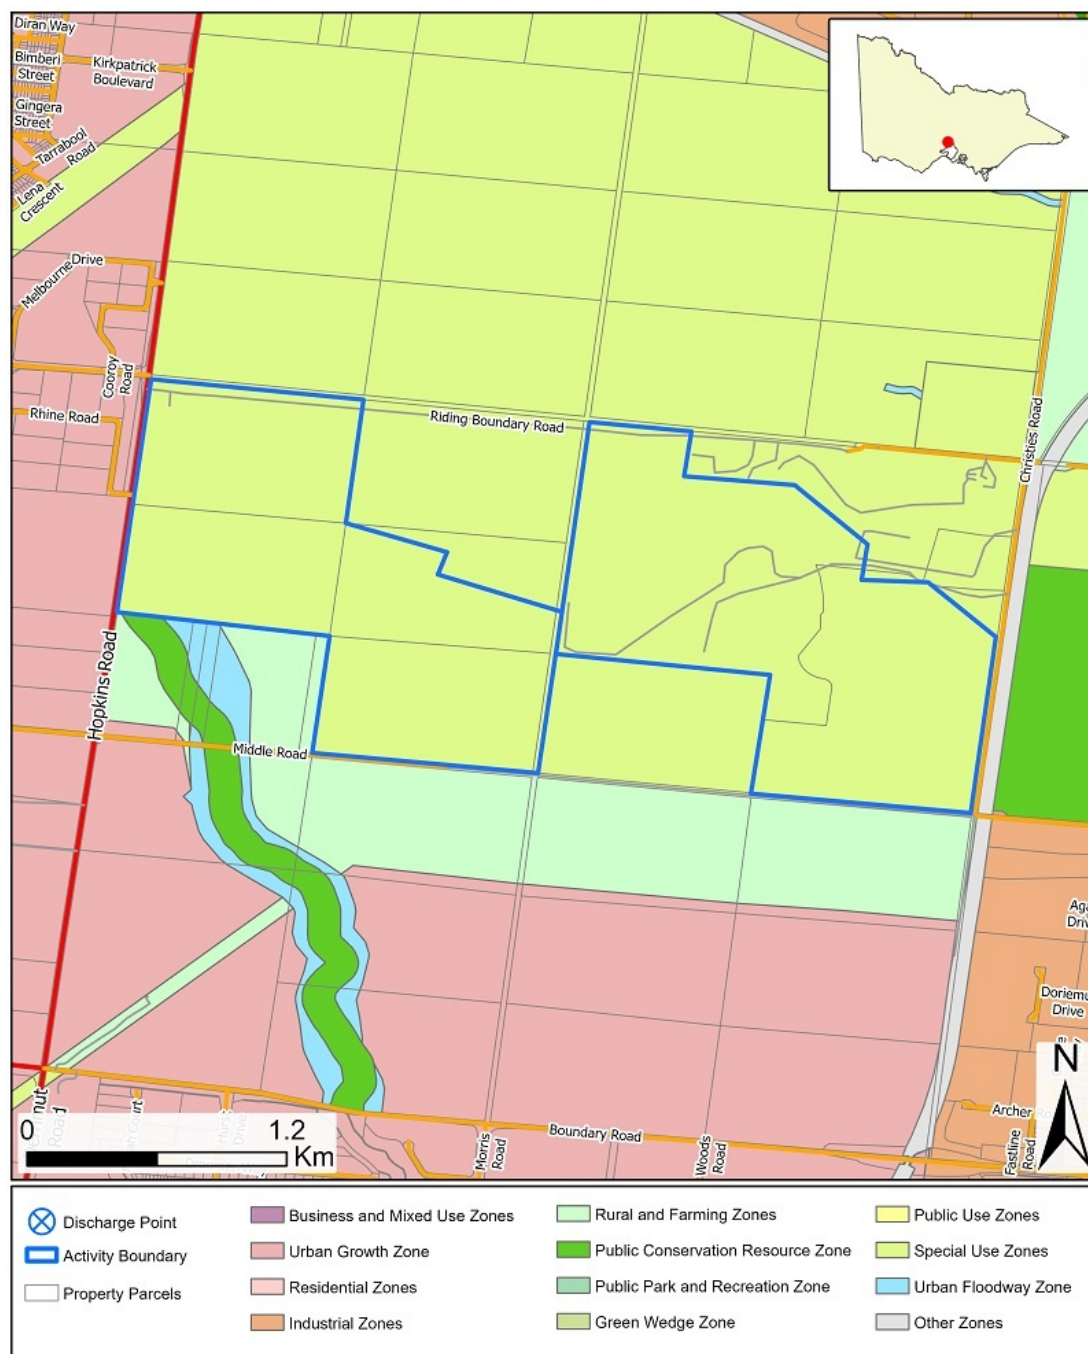 Diran Way
Bimberi
Street
Kirkpatrick
Boulevard
Gingera
Street
Tarrabool
Road
Lena
Crescent
Melbourne Drive
Cooroy
Road
Rhine Road
Riding Boundary Road
Christies Road
Hopkins Road
Middle Road
Doriemu
Drive
Archer
Boundary Road
Morris
Road
Woods
Road
Fastline
Road
Road
N
0
1.2
Km
Discharge Point
Activity Boundary
Property Parcels
Business and Mixed Use Zones
Urban Growth Zone
Residential Zones
Industrial Zones
Rural and Farming Zones
Public Conservation Resource Zone
Public Park and Recreation Zone
Green Wedge Zone
Public Use Zones
Special Use Zones
Urban Floodway Zone
Other Zones